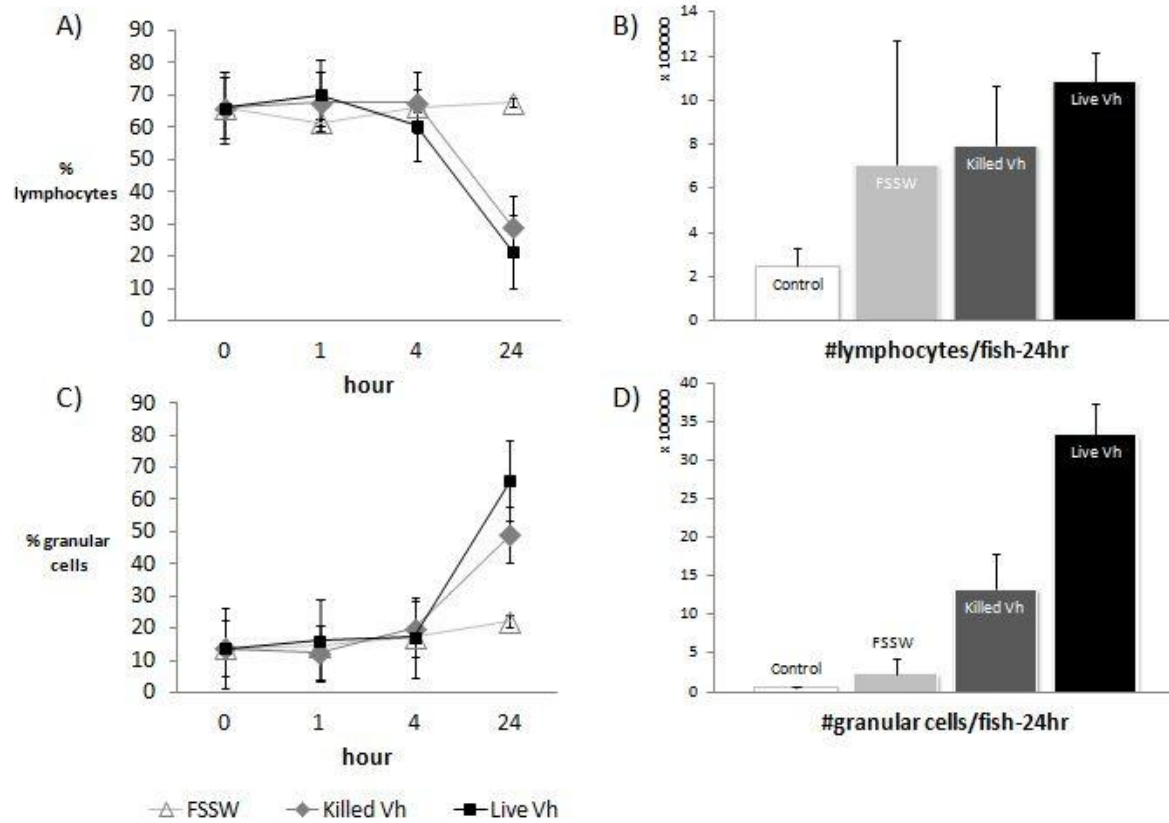 A)
90
80
70
60
50
40
30
20
10
0
%
lymphocytes
0 1 4 24
hour
B)
x 100000
14
12
10
8
6
4
2
0
Control
FSSW
Killed Vh
Live Vh
#lymphocytes/fish-24hr
C)
90
80
70
60
50
40
30
20
10
0
% granular
cells
0 1 4 24
hour
D)
x 100000
40
35
30
25
20
15
10
5
0
Control
FSSW
Killed Vh
Live Vh
#granular cells/fish-24hr
FSSW Killed Vh Live Vh